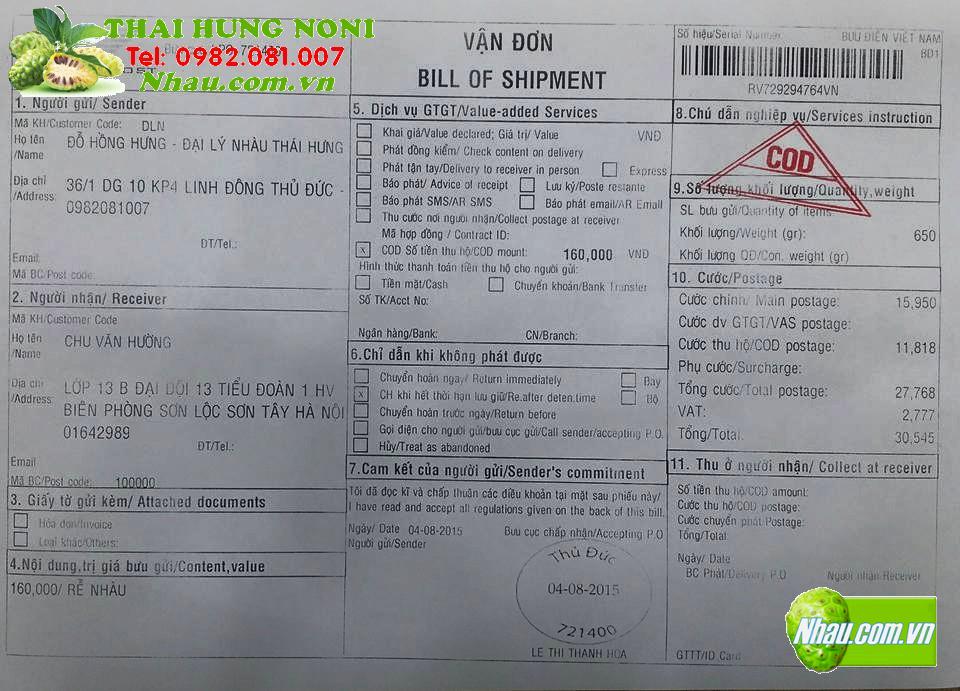 THAI HUNG NONI
Tel: 0982.081.007
Nhau.com.vn
VẬN ĐƠN
BILL OF SHIPMENT
Số hiệu/Serial Number
BƯU ĐIỆN VIỆT NAM
BD1
RV729294764VN
1. Người gửi/ Sender
Mã KH/Customer Code: DLN
Họ tên
/Name
ĐỖ HỒNG HƯNG - ĐẠI LÝ NHÀU THÁI HƯNG
Địa chỉ
/Address:
36/1 DG 10 KP4 LINH ĐÔNG THỦ ĐỨC -
0982081007
ĐT/Tel.:
Email
Mã BC/Post code:
2. Người nhận/ Receiver
Mã KH/Customer Code
Họ tên
/Name
CHU VĂN HƯỜNG
Địa chỉ
/Address:
LỚP 13 B ĐẠI ĐỘI 13 TIỂU ĐOÀN 1 HV
BIÊN PHÒNG SƠN LỘC SƠN TÂY HÀ NỘI
01642989
ĐT/Tel.:
Email
Mã BC/Post code: 100000
3. Giấy tờ gửi kèm/ Attached documents
Hóa đơn/Invoice
Loại khác/Others:
4.Nội dung,trị giá bưu gửi/Content,value
160,000/ RỄ NHÀU
5. Dịch vụ GTGT/Value-added Services
Khai giá/Value declared; Giá trị/ Value VNĐ
Phát đồng kiểm/ Check content on delivery
Phát tận tay/Delivery to receiver in person Express
Báo phát/ Advice of receipt Lưu ký/Poste restante
Báo phát SMS/AR SMS Báo phát email/AR Email
Thu cước nơi người nhận/Collect postage at receiver
Mã hợp đồng / Contract ID:
x COD Số tiền thu hộ/COD mount: 160,000 VNĐ
Hình thức thanh toán tiền thu hộ cho người gửi:
Tiền mặt/Cash Chuyển khoản/Bank Transfer
Số TK/Acct No:
Ngân hàng/Bank: CN/Branch:
6.Chỉ dẫn khi không phát được
Chuyển hoàn ngay/ Return immediately Bay
x CH khi hết thời hạn lưu giữ/Re.after deten.time Bộ
Chuyển hoàn trước ngày/Return before
Gọi điện cho người gửi/bưu cục gửi/Call sender/accepting P.O.
Hủy/Treat as abandoned
7.Cam kết của người gửi/Sender's commitment
Tôi đã đọc kĩ và chấp thuận các điều khoản tại mặt sau phiếu này/
I have read and accept all regulations given on the back of this bill.
Ngày/ Date 04-08-2015 Bưu cục chấp nhận/Accepting P.O
Người gửi/Sender
Thủ Đức
04-08-2015
721400
LE THI THANH HOA
8.Chú dẫn nghiệp vụ/Services instruction
COD
9.Số lượng,khối lượng/Quantity,weight
SL bưu gửi/Quantity of items:
Khối lượng/Weight (gr): 650
Khối lượng QĐ/Con. weight (gr)
10. Cước/Postage
Cước chính/ Main postage: 15,950
Cước dv GTGT/VAS postage:
Cước thu hộ/COD postage: 11,818
Phụ cước/Surcharge:
Tổng cước/Total postage: 27,768
VAT: 2,777
Tổng/Total. 30,545
11. Thu ở người nhận/ Collect at receiver
Số tiền thu hộ/COD amount:
Cước thu hộ/COD postage:
Cước chuyển phát Postage:
Tổng/Total:
Ngày/ Date
BC Phát/Delivery P.O Người nhận Receiver
Nhau.com.vn
GTTT/ID Card